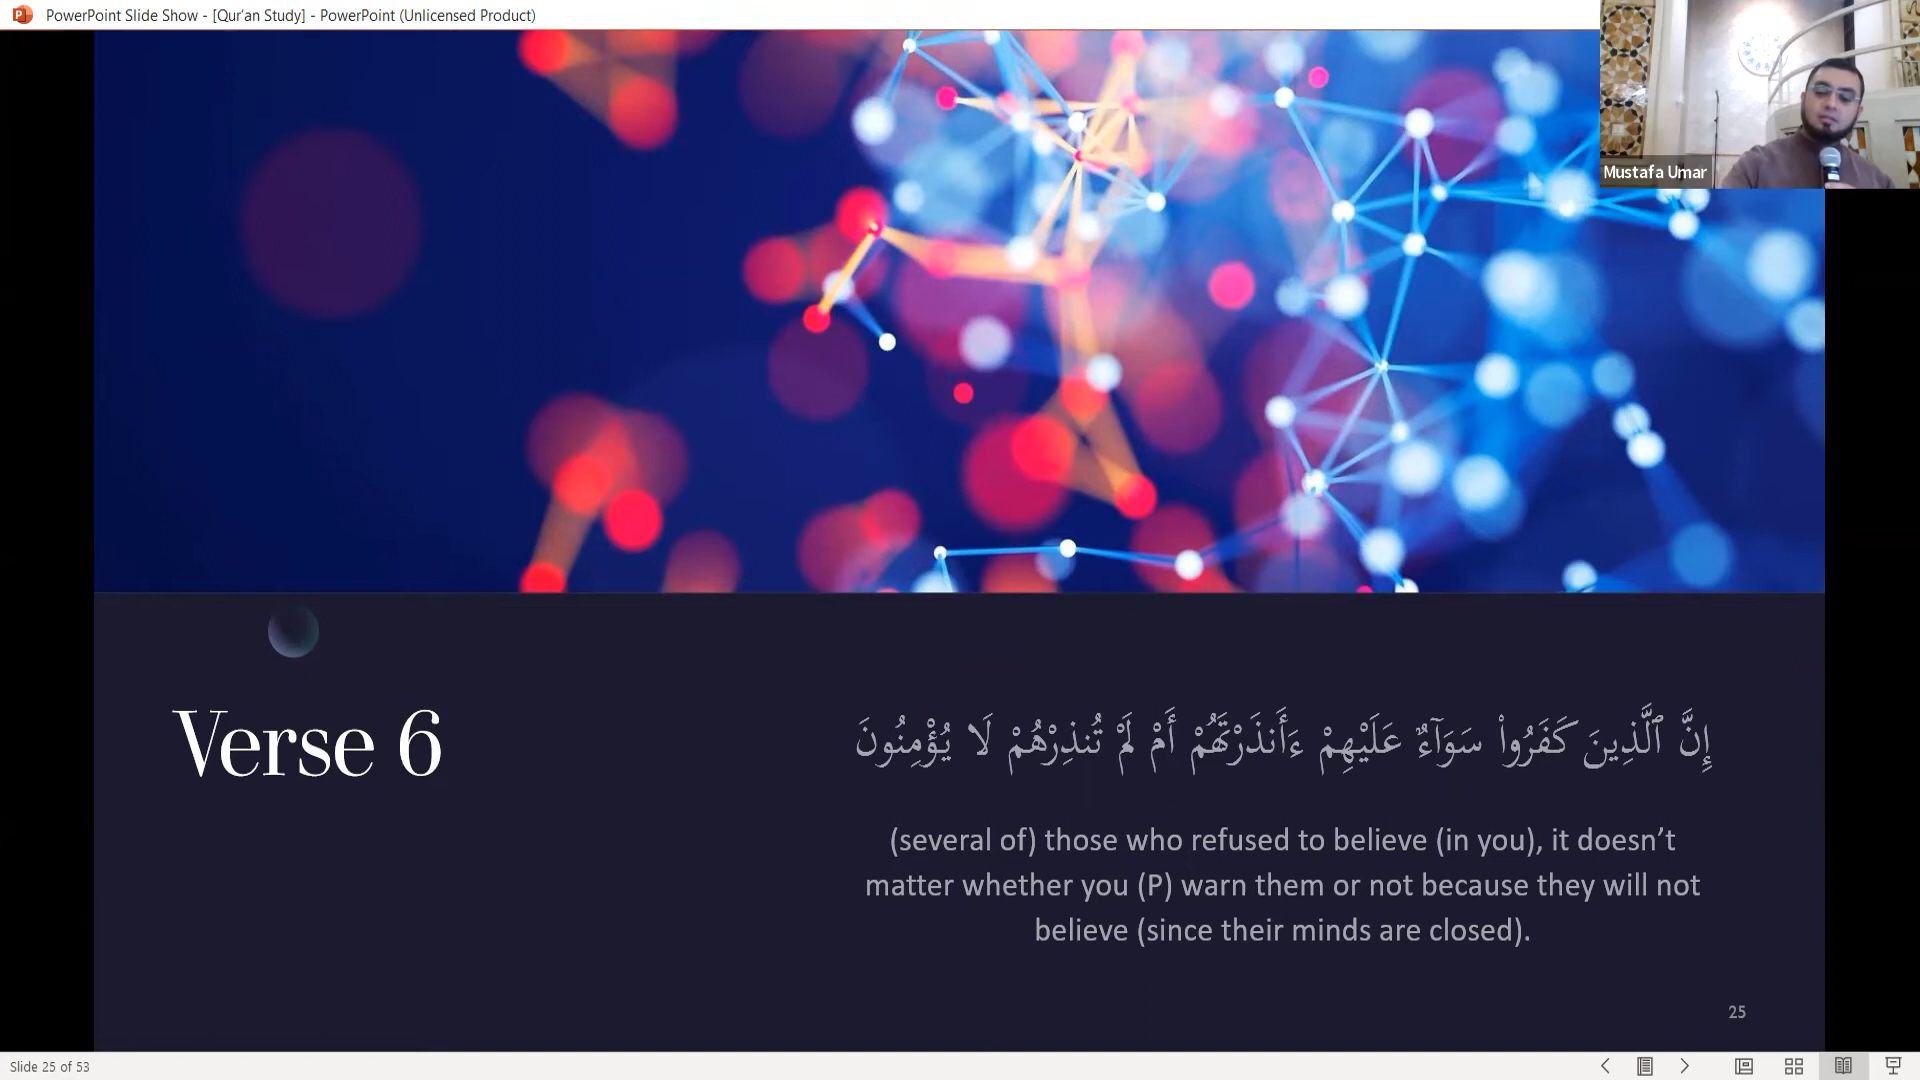 PowerPoint Slide Show - [Qur'an Study] - PowerPoint (Unlicensed Product)
Mustafa Umar
Verse 6
إِنَّ ٱلَّذِينَ كَفَرُوا۟ سَوَآءٌ عَلَيْهِمْ ءَأَنذَرْتَهُمْ أَمْ لَمْ تُنذِرْهُمْ لَا يُؤْمِنُونَ
(several of) those who refused to believe (in you), it doesn’t
matter whether you (P) warn them or not because they will not
believe (since their minds are closed).
25
Slide 25 of 53